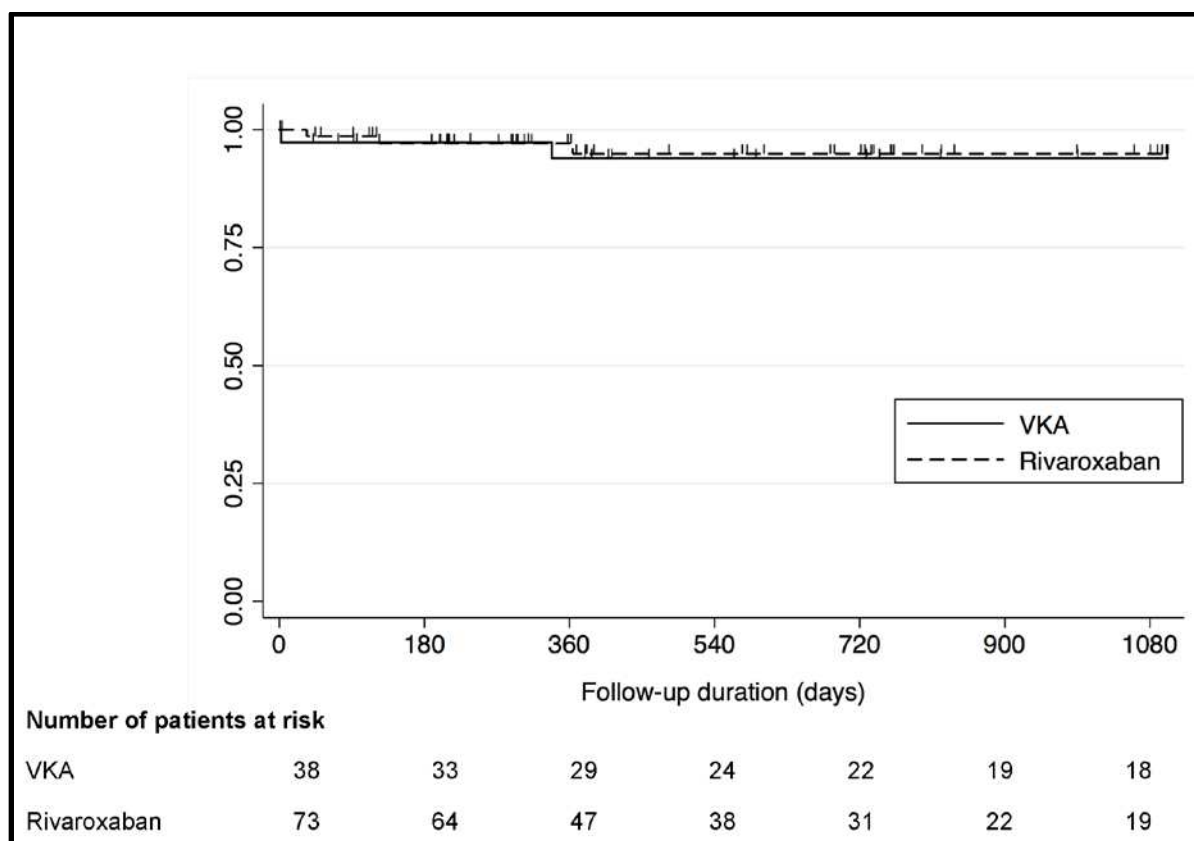 1.00
0.75
0.50
0.25
0.00
VKA
Rivaroxaban
0 180 360 540 720 900 1080
Follow-up duration (days)
Number of patients at risk
VKA 38 33 29 24 22 19 18
Rivaroxaban 73 64 47 38 31 22 19